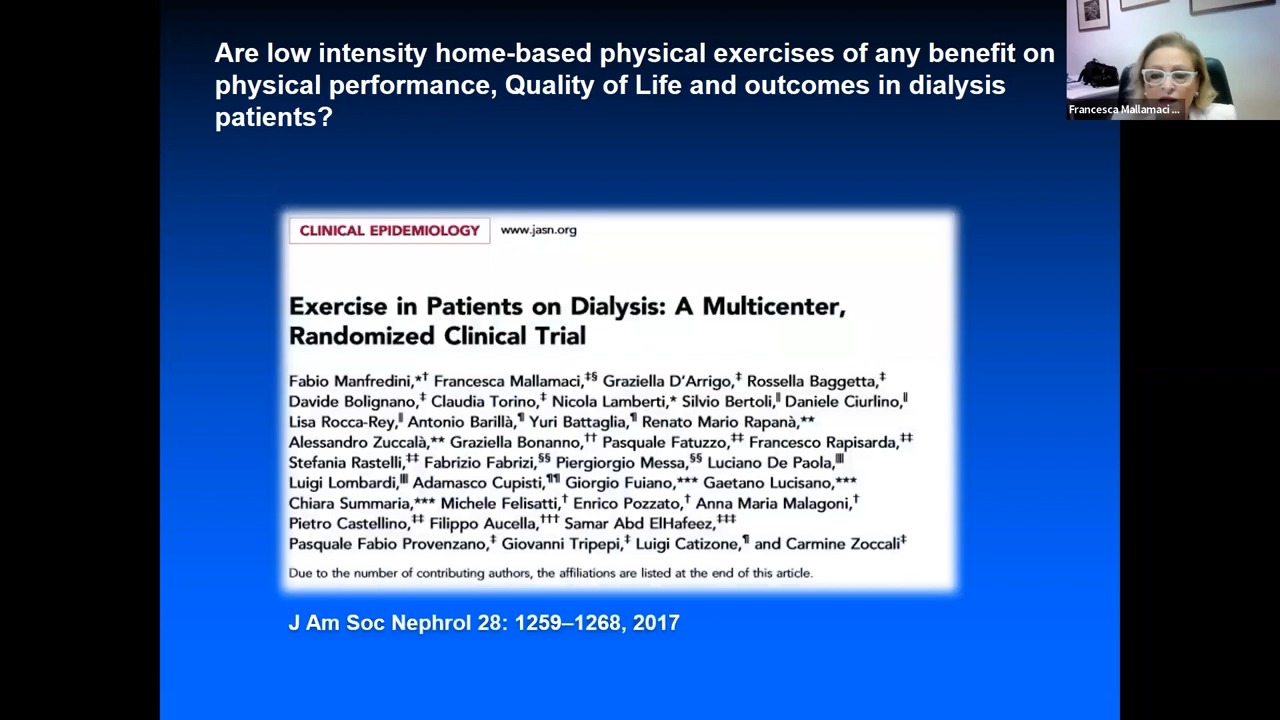 Are low intensity home-based physical exercises of any benefit on
physical performance, Quality of Life and outcomes in dialysis
patients?
Francesca Mallamaci ...
CLINICAL EPIDEMIOLOGY www.jasn.org
Exercise in Patients on Dialysis: A Multicenter,
Randomized Clinical Trial
Fabio Manfredini,*† Francesca Mallamaci,‡§ Graziella D'Arrigo,‡ Rossella Baggetta,‡
Davide Bolignano,‡ Claudia Torino,‡ Nicola Lamberti,* Silvio Bertoli,‖ Daniele Ciurlino,‖
Lisa Rocca-Rey,‖ Antonio Barillà,¶ Yuri Battaglia,¶ Renato Mario Rapanà,**
Alessandro Zuccalà,** Graziella Bonanno,†† Pasquale Fatuzzo,‡‡ Francesco Rapisarda,‡‡
Stefania Rastelli,‡‡ Fabrizio Fabrizi,§§ Piergiorgio Messa,§§ Luciano De Paola,‖‖
Luigi Lombardi,‖‖ Adamasco Cupisti,¶¶ Giorgio Fuiano,*** Gaetano Lucisano,***
Chiara Summaria,*** Michele Felisatti,† Enrico Pozzato,† Anna Maria Malagoni,†
Pietro Castellino,‡‡ Filippo Aucella,††† Samar Abd ElHafeez,‡‡‡
Pasquale Fabio Provenzano,‡ Giovanni Tripepi,‡ Luigi Catizone,¶ and Carmine Zoccali‡
Due to the number of contributing authors, the affiliations are listed at the end of this article.
J Am Soc Nephrol 28: 1259–1268, 2017